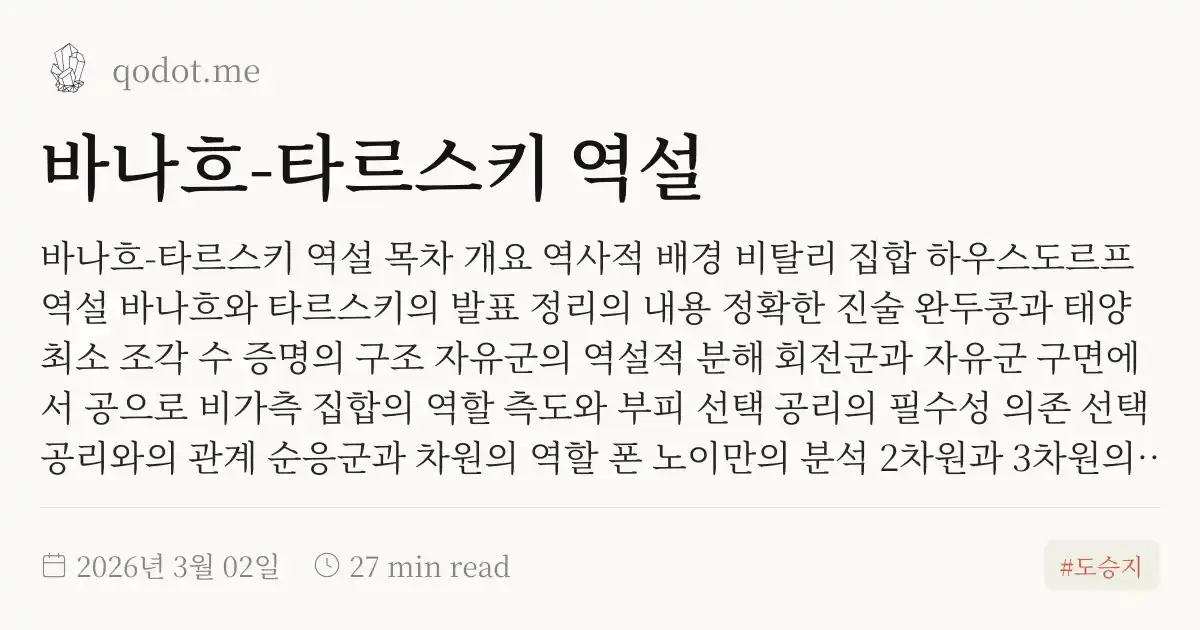 qodot.me
바나흐-타르스키 역설
바나흐-타르스키 역설 목차 개요 역사적 배경 비탈리 집합 하우스도르프
역설 바나흐와 타르스키의 발표 정리의 내용 정확한 진술 완두콩과 태양
최소 조각 수 증명의 구조 자유군의 역설적 분해 회전군과 자유군 구면에
서 공으로 비가측 집합의 역할 측도와 부피 선택 공리의 필수성 의존 선택
공리와의 관계 순응군과 차원의 역할 폰 노이만의 분석 2차원과 3차원의··
2026년 3월 02일
27 min read
#도승지